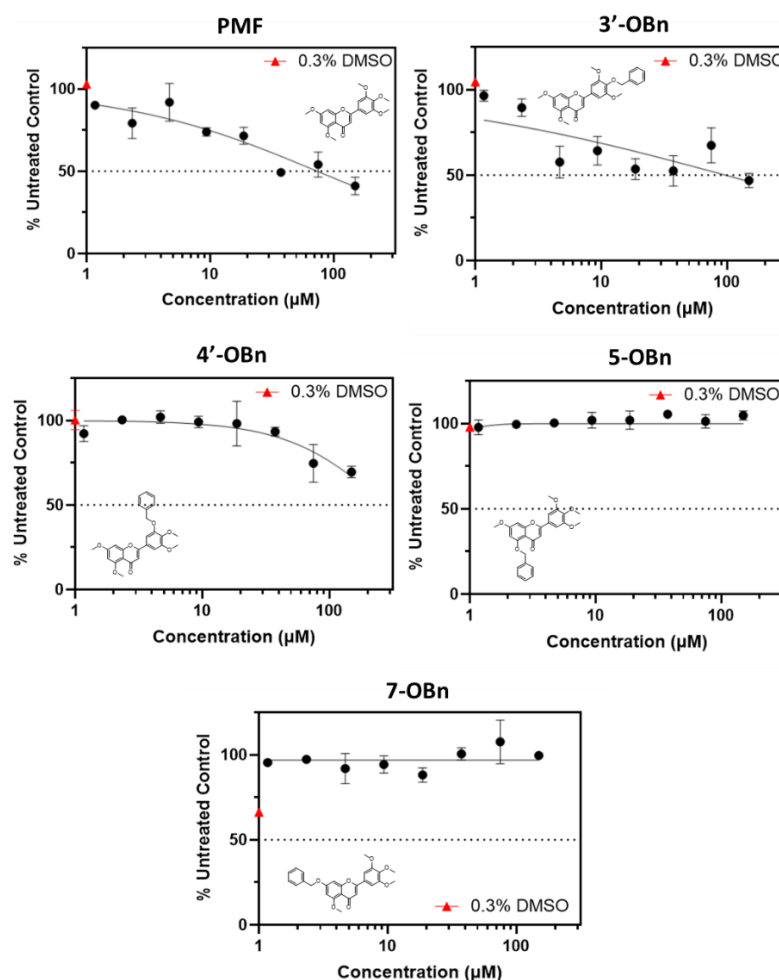 PMF
0.3% DMSO
% Untreated Control
100
50
0
1
10
100
Concentration (µM)
3’-OBn
0.3% DMSO
% Untreated Control
100
50
0
1
10
100
Concentration (µM)
4’-OBn
0.3% DMSO
% Untreated Control
100
50
0
1
10
100
Concentration (µM)
5-OBn
0.3% DMSO
% Untreated Control
100
50
0
1
10
100
Concentration (µM)
7-OBn
% Untreated Control
100
50
0
0.3% DMSO
1
10
100
Concentration (µM)